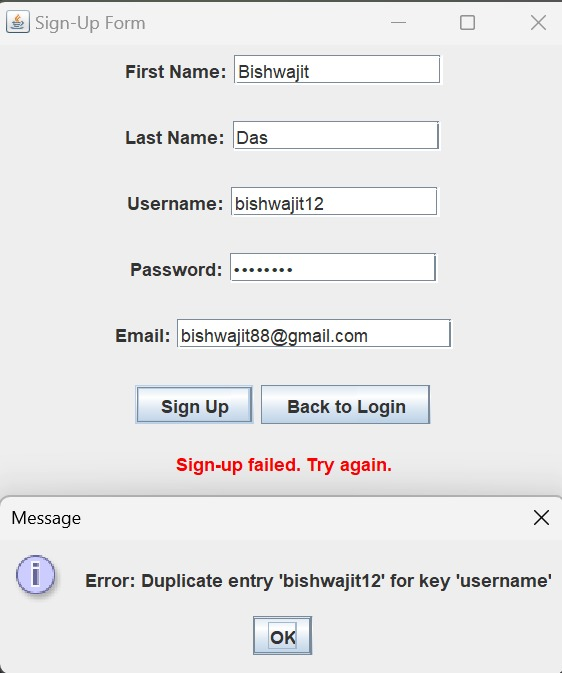 Sign-Up Form
First Name: Bishwajit
Last Name: Das
Username: bishwajit12
Password: ••••••••
Email: bishwajit88@gmail.com
Sign Up Back to Login
Sign-up failed. Try again.
Message
Error: Duplicate entry 'bishwajit12' for key 'username'
OK